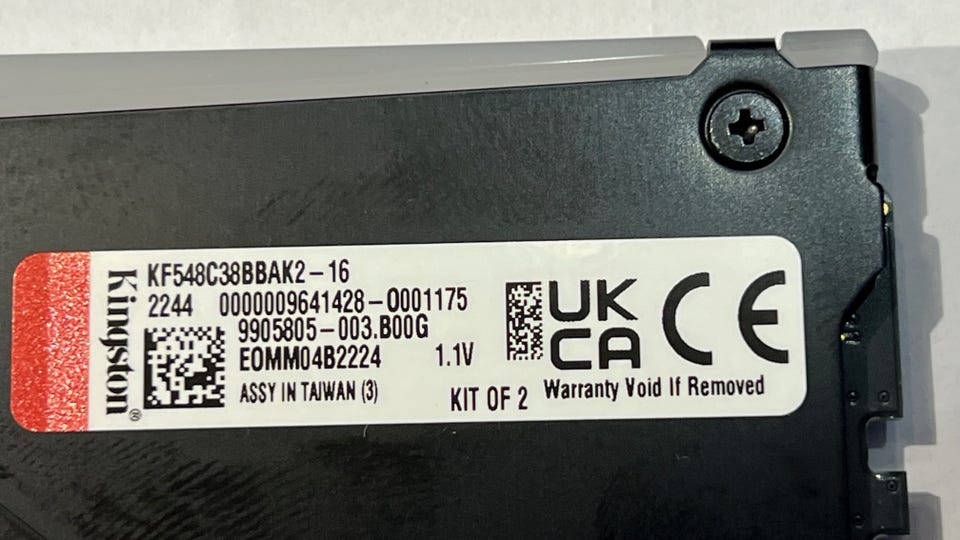 Kingston®
KF548C38BBAK2-16
2244 0000009641428-0001175
9905805-003.B00G
EOMM04B2224 1.1V
ASSY IN TAIWAN (3)
KIT OF 2
UK
CA
CE
Warranty Void If Removed